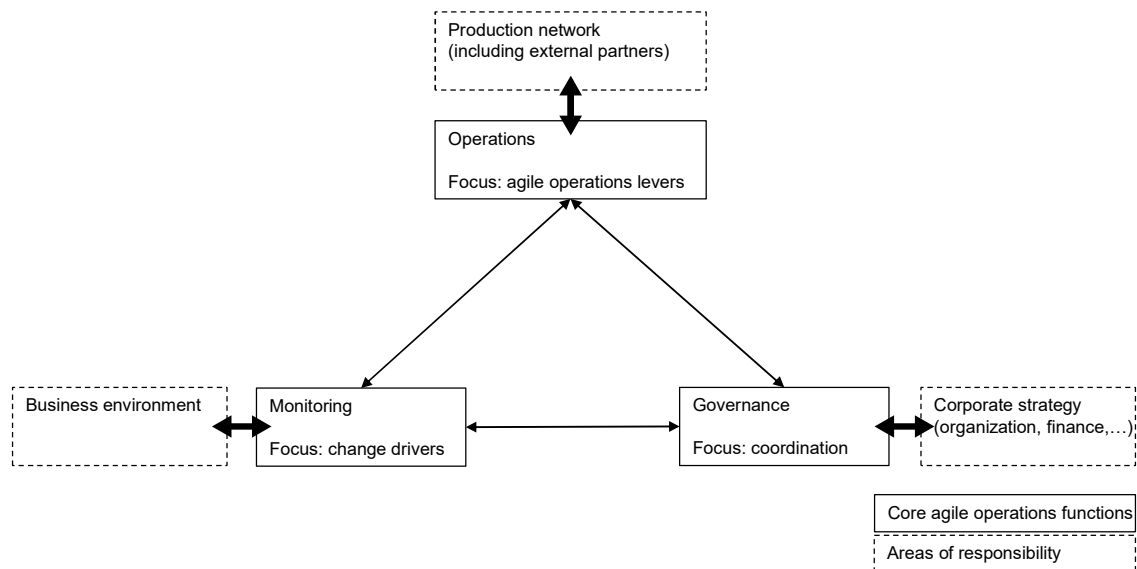 Production network
(including external partners)
Operations
Focus: agile operations levers
Business environment
Monitoring
Focus: change drivers
Governance
Focus: coordination
Corporate strategy
(organization, finance,…)
Core agile operations functions
Areas of responsibility